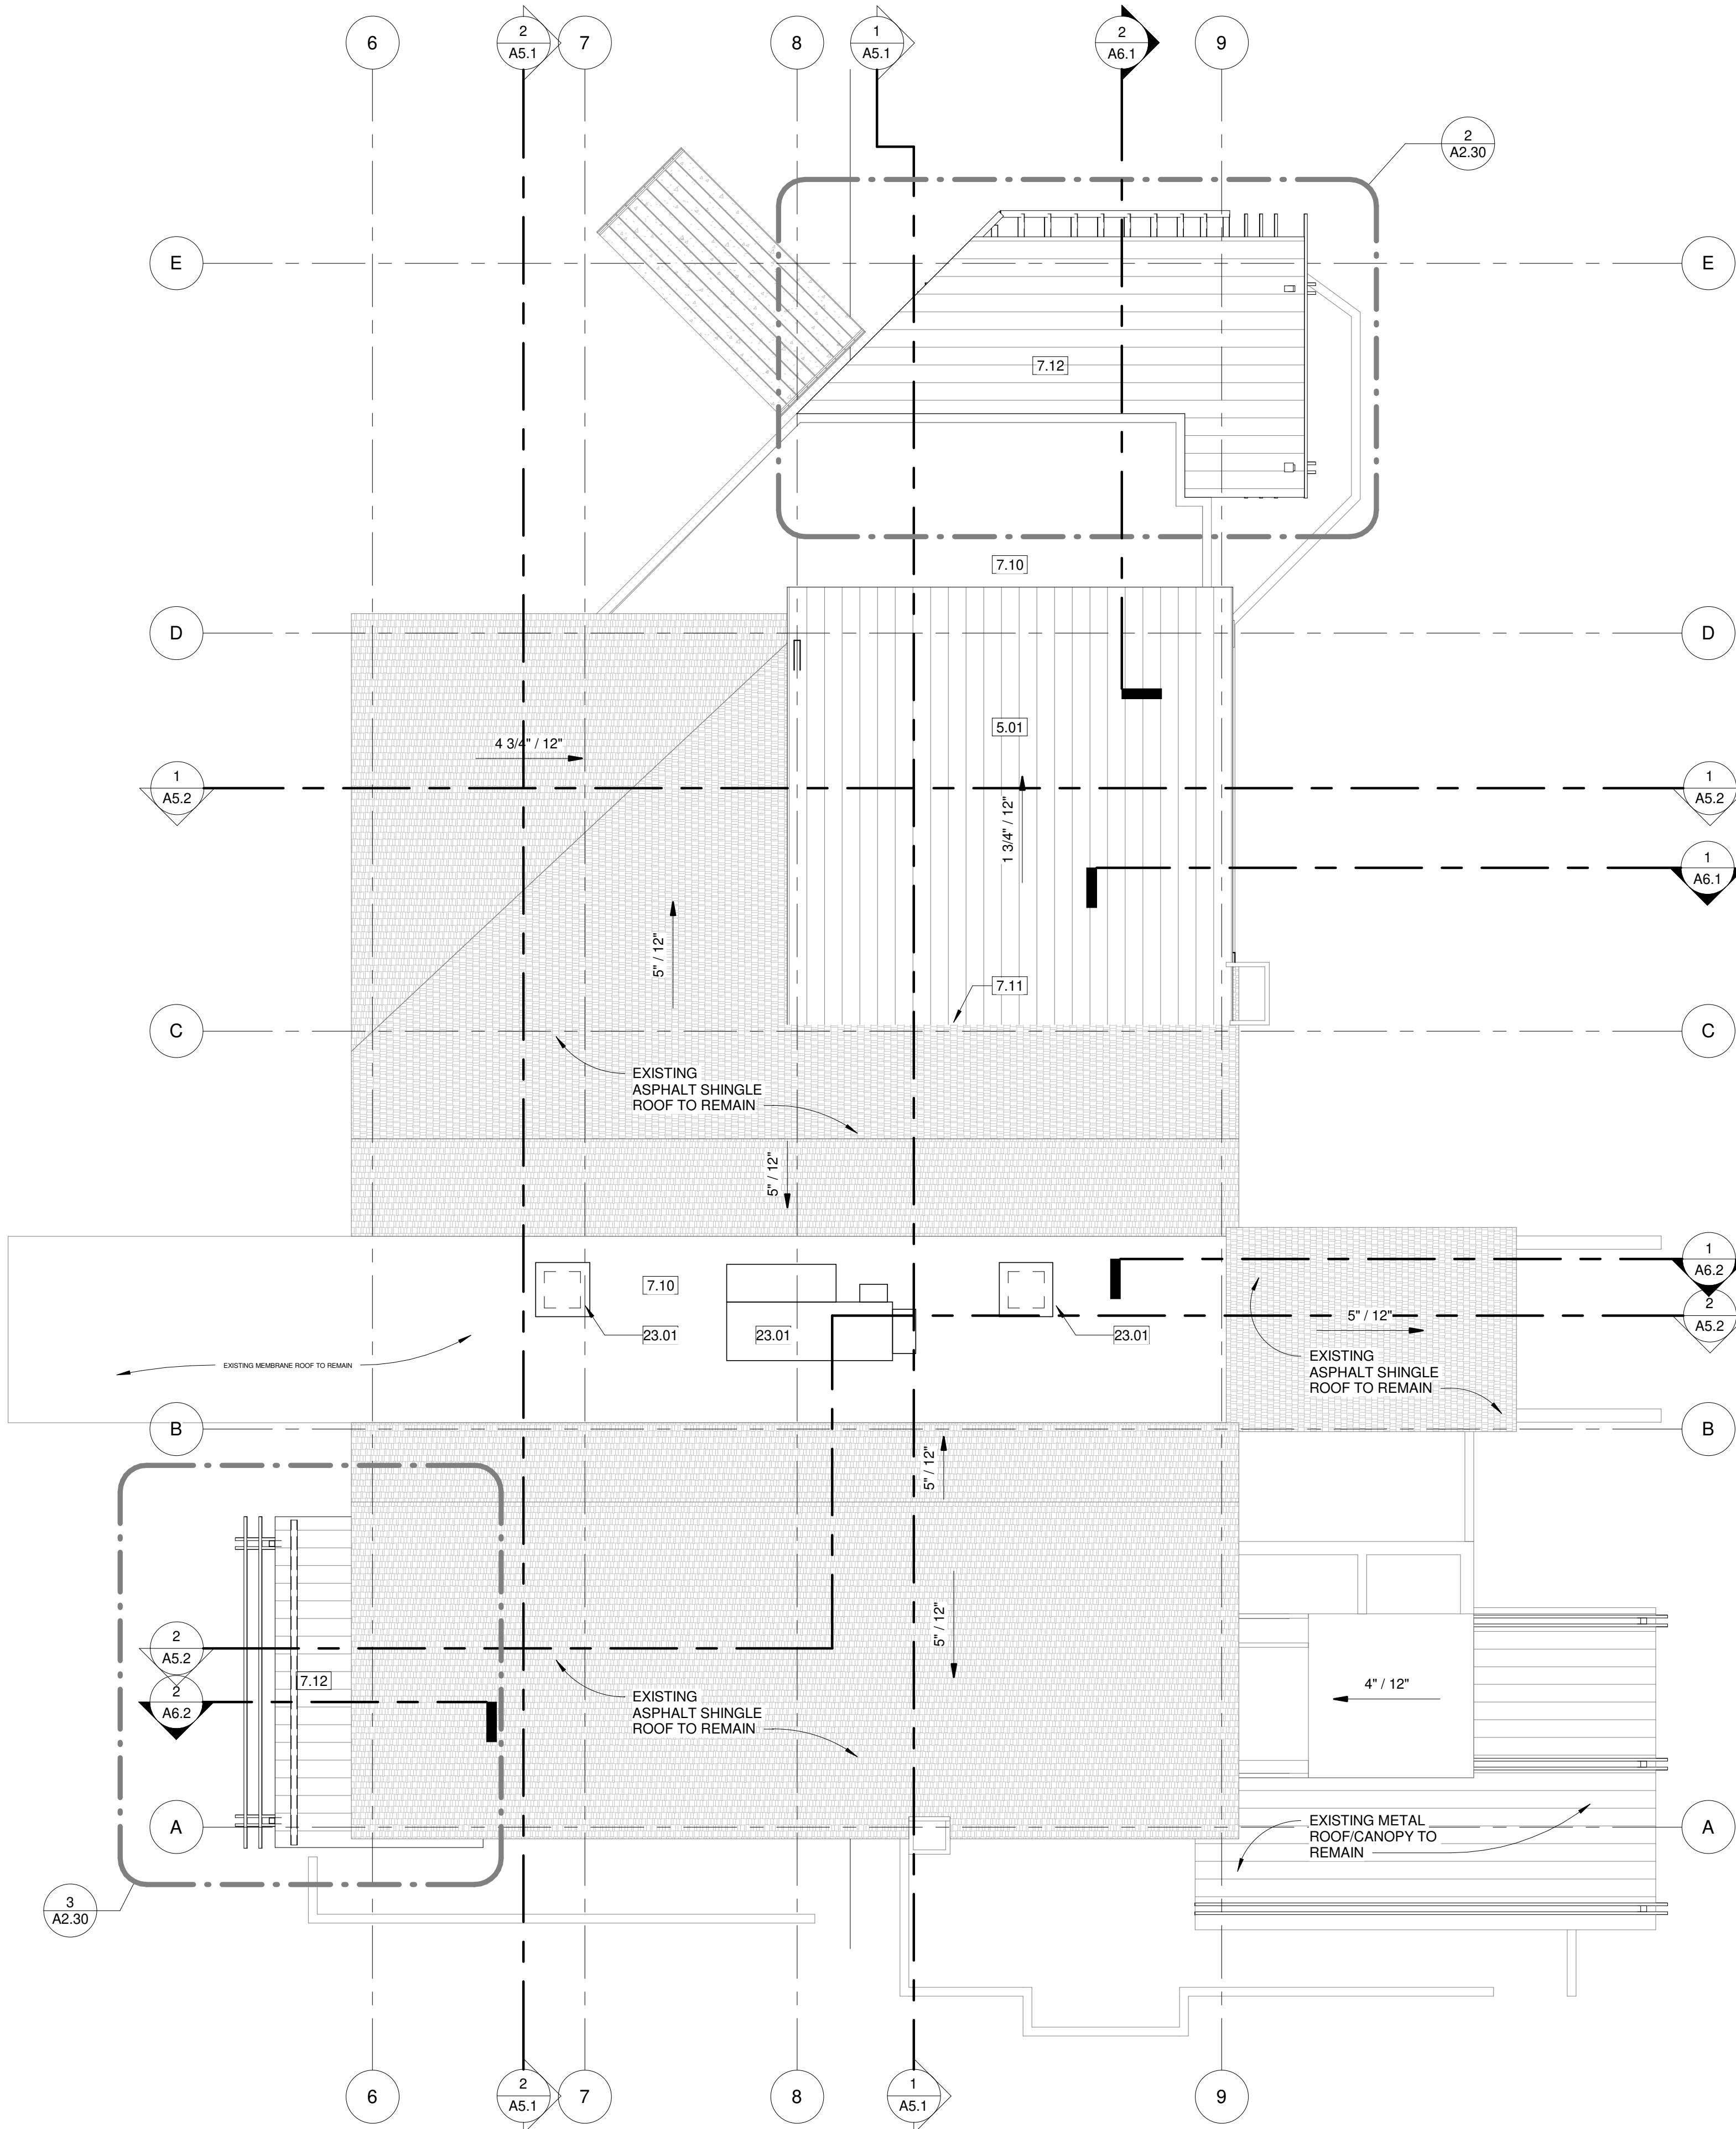 6
2
A5.1
7
8
1
A5.1
2
A6.1
9
2
A2.30
E
E
7.12
7.10
D
D
5.01
4 3/4" / 12"
1
A5.2
1
A5.2
1 3/4" / 12"
1
A6.1
5" / 12"
7.11
C
C
EXISTING
ASPHALT SHINGLE
ROOF TO REMAIN
5" / 12"
1
A6.2
7.10
2
A5.2
5" / 12"
23.01
23.01
23.01
EXISTING MEMBRANE ROOF TO REMAIN
EXISTING
ASPHALT SHINGLE
ROOF TO REMAIN
B
B
5" / 12"
5" / 12"
2
A5.2
7.12
2
A6.2
EXISTING
ASPHALT SHINGLE
ROOF TO REMAIN
4" / 12"
A
EXISTING METAL
ROOF/CANOPY TO
REMAIN
A
3
A2.30
6
2
A5.1
7
8
1
A5.1
9